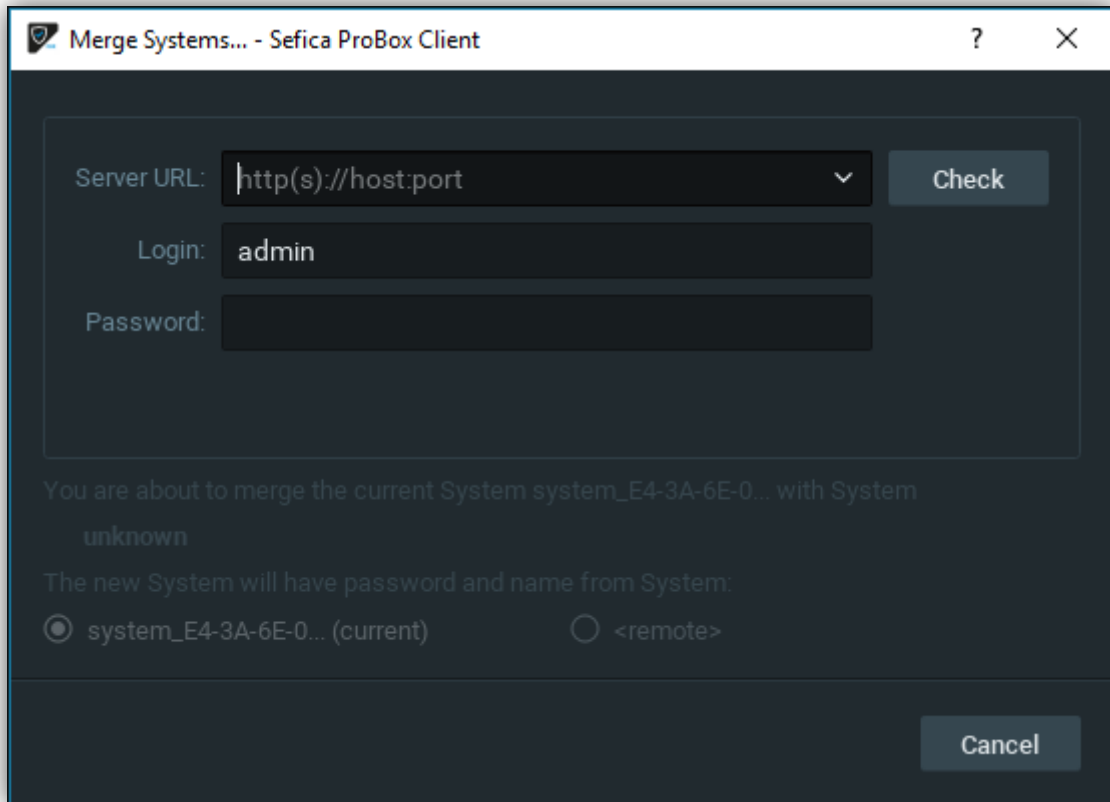 Merge Systems... - Sefica ProBox Client ?
Server URL: http(s)://host:port Check
Login: admin
Password:
You are about to merge the current System system_E4-3A-6E-0... with System
unknown
The new System will have password and name from System:
system_E4-3A-6E-0... (current) <remote>
Cancel